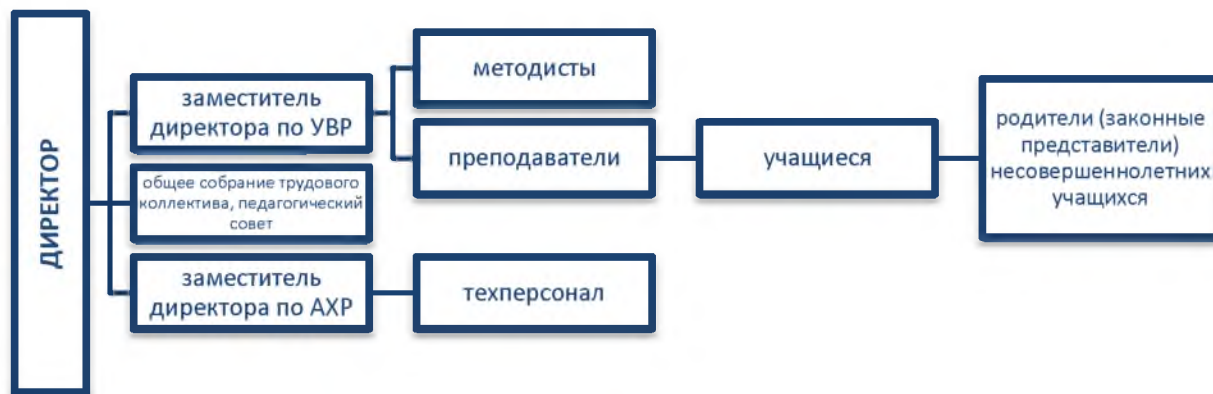 ДИРЕКТОР
заместитель
директора по УВР
общее собрание трудового
коллектива, педагогический
совет
заместитель
директора по АХР
методисты
преподаватели
техперсонал
учащиеся
родители (законные
представители)
несовершеннолетних
учащихся